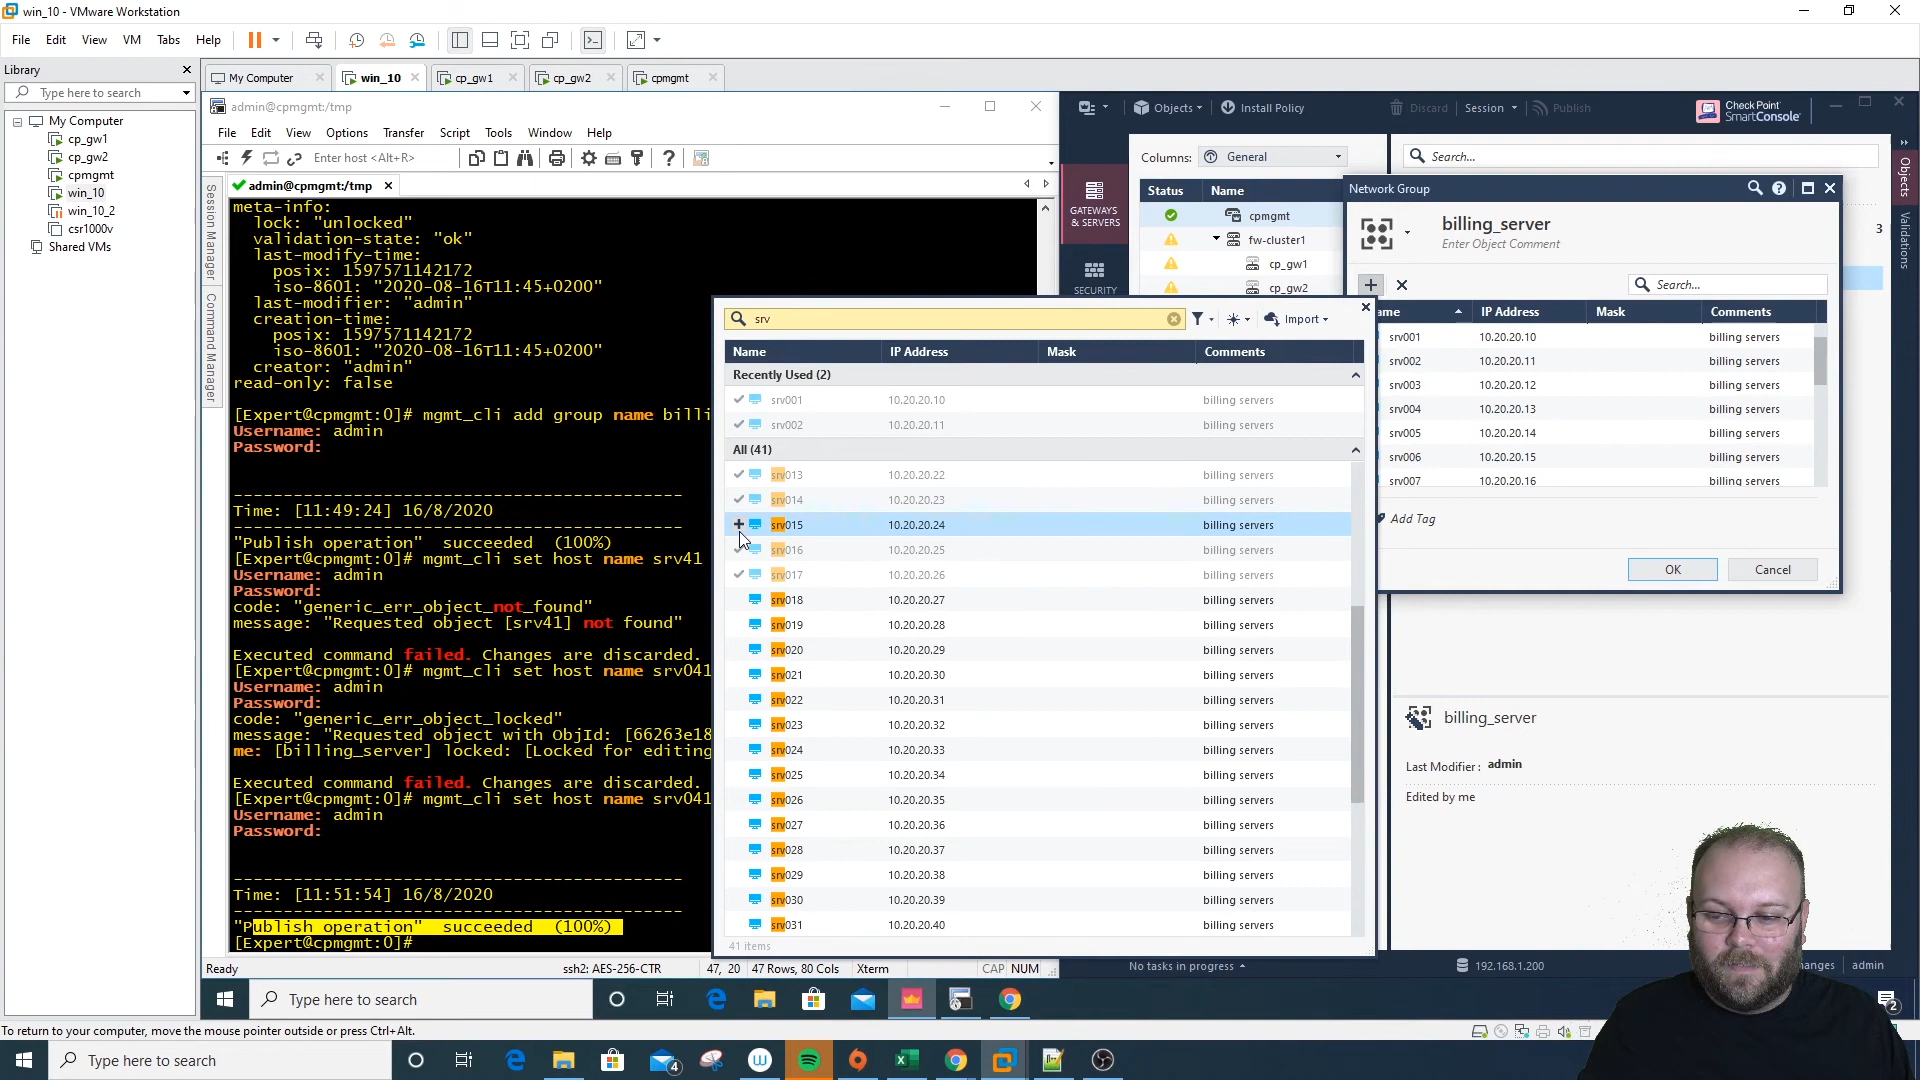 win_10 - VMware Workstation
File Edit View VM Tabs Help
Library
Type here to search
My Computer
cp_gw1
cp_gw2
cpmgmt
win_10
win_10_2
csr1000v
Shared VMs
My Computer win_10 cp_gw1 cp_gw2 cpmgmt
admin@cpmgmt:/tmp
File Edit View Options Transfer Script Tools Window Help
Enter host <Alt+R>
admin@cpmgmt:/tmp
Session Manager
Command Manager
meta-info:
lock: "unlocked"
validation-state: "ok"
last-modify-time:
posix: 1597571142172
iso-8601: "2020-08-16T11:45+0200"
last-modifier: "admin"
creation-time:
posix: 1597571142172
iso-8601: "2020-08-16T11:45+0200"
creator: "admin"
read-only: false
[Expert@cpmgmt:0]# mgmt_cli add group name billi
Username: admin
Password:
---------------------------------------------
Time: [11:49:24] 16/8/2020
---------------------------------------------
"Publish operation" succeeded (100%)
[Expert@cpmgmt:0]# mgmt_cli set host name srv41
Username: admin
Password:
code: "generic_err_object_not_found"
message: "Requested object [srv41] not found"
Executed command failed. Changes are discarded.
[Expert@cpmgmt:0]# mgmt_cli set host name srv041
Username: admin
Password:
code: "generic_err_object_locked"
message: "Requested object with ObjId: [66263e18
me: [billing_server] locked: [Locked for editing
Executed command failed. Changes are discarded.
[Expert@cpmgmt:0]# mgmt_cli set host name srv041
Username: admin
Password:
---------------------------------------------
Time: [11:51:54] 16/8/2020
---------------------------------------------
"Publish operation" succeeded (100%)
[Expert@cpmgmt:0]#
Ready ssh2: AES-256-CTR 47, 20 47 Rows, 80 Cols Xterm CAP NUM
Objects Install Policy Discard Session Publish Check Point SmartConsole
Columns: General
Search...
GATEWAYS & SERVERS
SECURITY
Status Name
cpmgmt
fw-cluster1
cp_gw1
cp_gw2
Objects
Validations
3
Network Group
billing_server
Enter Object Comment
Search...
ame IP Address Mask Comments
srv001 10.20.20.10 billing servers
srv002 10.20.20.11 billing servers
srv003 10.20.20.12 billing servers
srv004 10.20.20.13 billing servers
srv005 10.20.20.14 billing servers
srv006 10.20.20.15 billing servers
srv007 10.20.20.16 billing servers
Add Tag
OK Cancel
srv
Import
Name IP Address Mask Comments
Recently Used (2)
srv001 10.20.20.10 billing servers
srv002 10.20.20.11 billing servers
All (41)
srv013 10.20.20.22 billing servers
srv014 10.20.20.23 billing servers
srv015 10.20.20.24 billing servers
srv016 10.20.20.25 billing servers
srv017 10.20.20.26 billing servers
srv018 10.20.20.27 billing servers
srv019 10.20.20.28 billing servers
srv020 10.20.20.29 billing servers
srv021 10.20.20.30 billing servers
srv022 10.20.20.31 billing servers
srv023 10.20.20.32 billing servers
srv024 10.20.20.33 billing servers
srv025 10.20.20.34 billing servers
srv026 10.20.20.35 billing servers
srv027 10.20.20.36 billing servers
srv028 10.20.20.37 billing servers
srv029 10.20.20.38 billing servers
srv030 10.20.20.39 billing servers
srv031 10.20.20.40 billing servers
41 items
billing_server
Last Modifier: admin
Edited by me
No tasks in progress 192.168.1.200 hanges admin
Type here to search
2
To return to your computer, move the mouse pointer outside or press Ctrl+Alt.
Type here to search
4